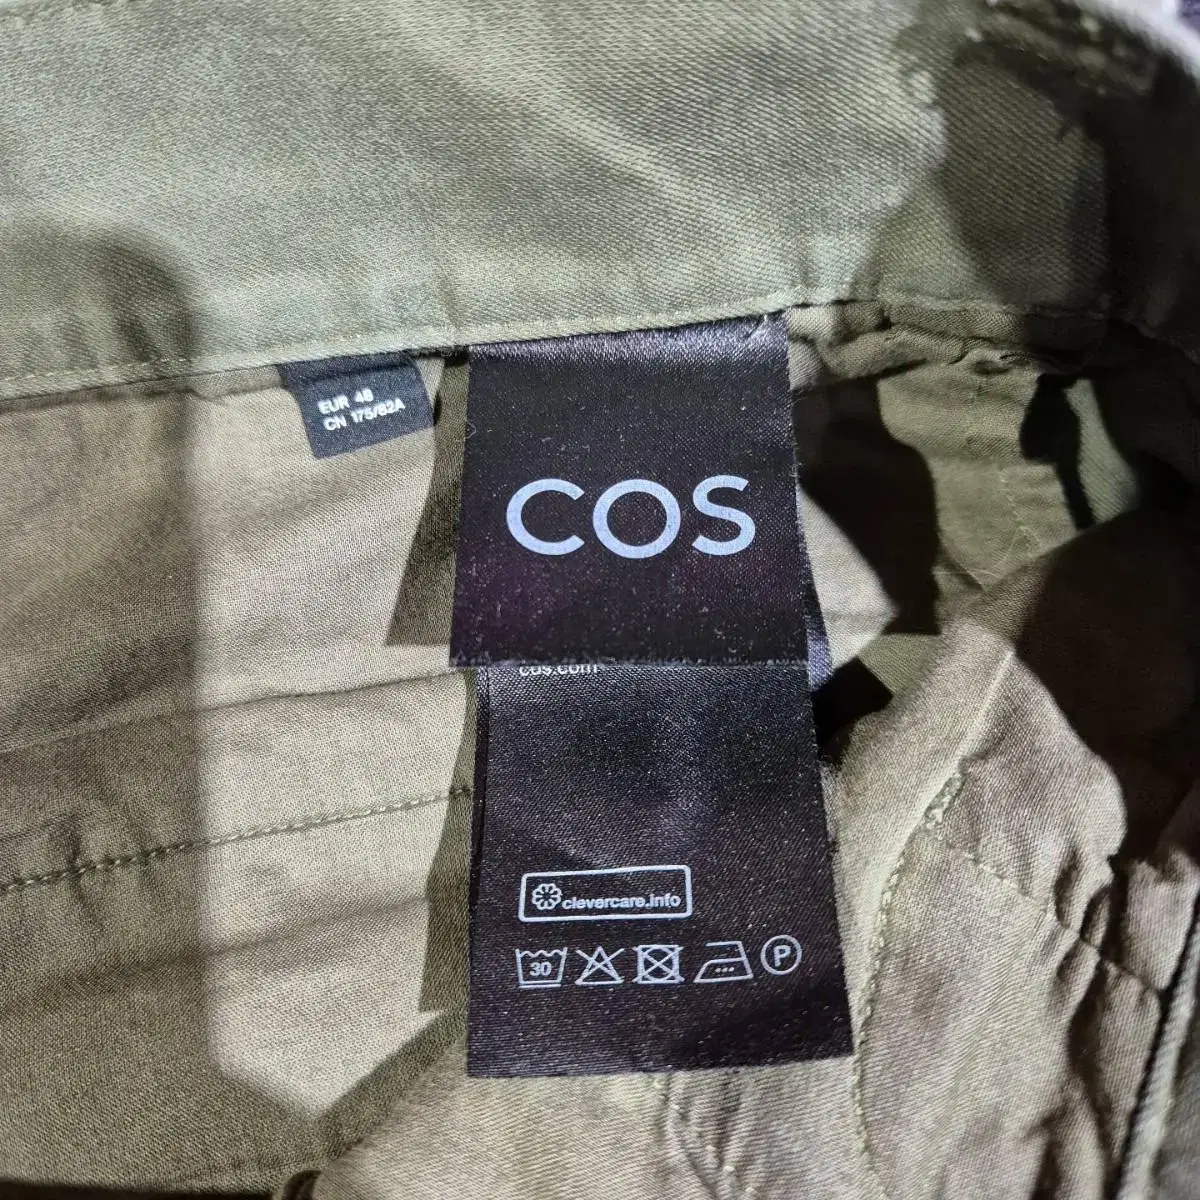 EUR 48
CN 175/82A
COS
cos.com
clevercare.info
30
P